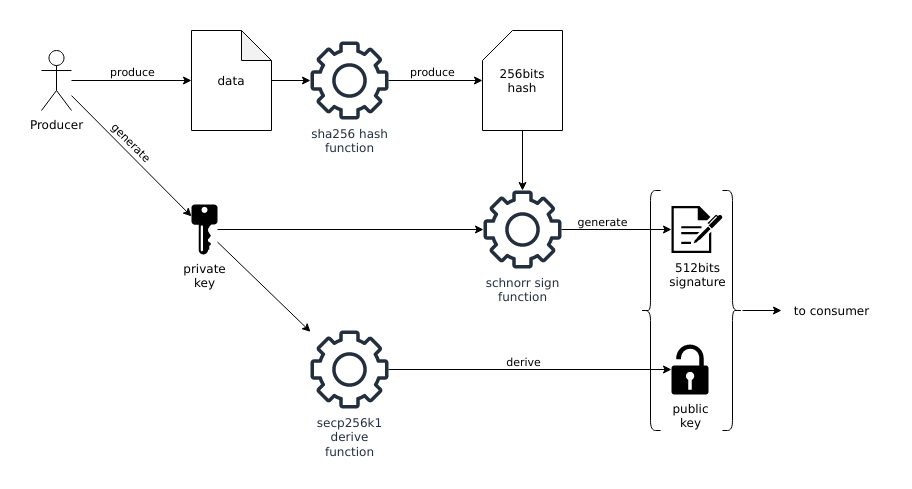 produce
data
produce
256bits
hash
Producer
sha256 hash
function
generate
private
key
schnorr sign
function
generate
512bits
signature
to consumer
secp256k1
derive
function
derive
public
key